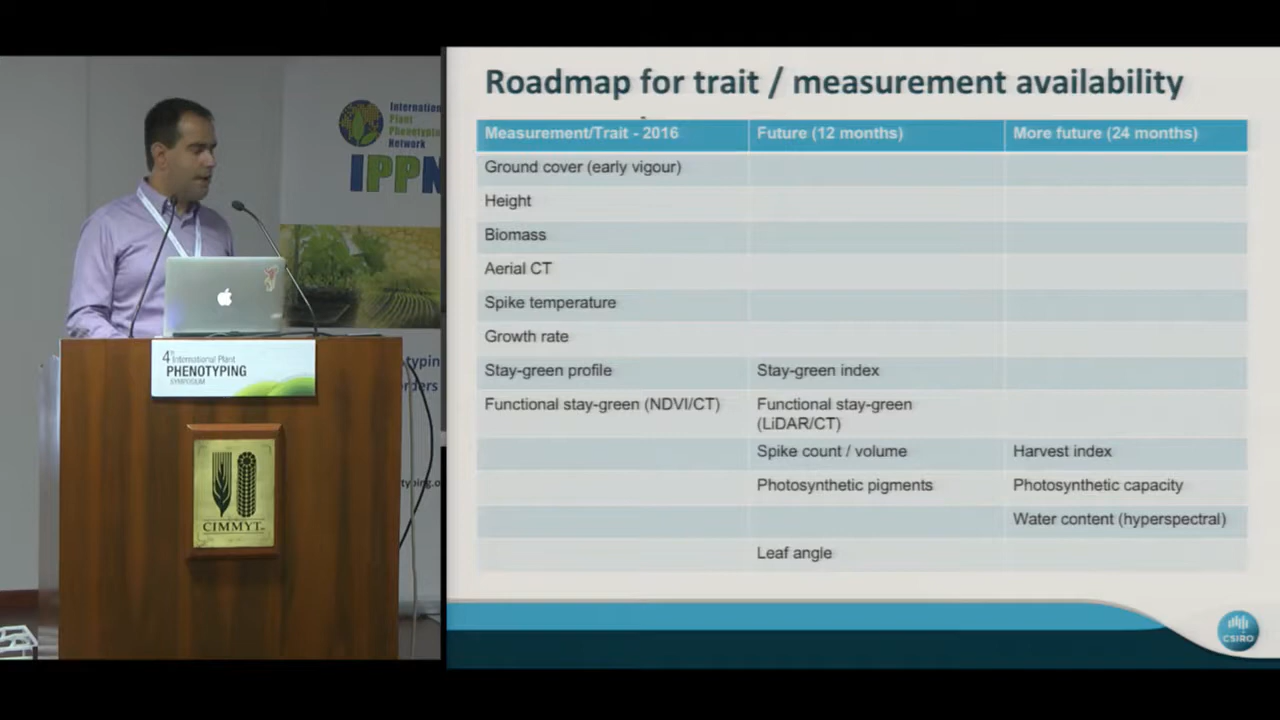 Internation
Plant
Phenotyping
Network
IPPN
4th International Plant
PHENOTYPING
SYMPOSIUM
CIMMYT
Roadmap for trait / measurement availability
Measurement/Trait - 2016 Future (12 months) More future (24 months)
Ground cover (early vigour)
Height
Biomass
Aerial CT
Spike temperature
Growth rate
Stay-green profile Stay-green index
Functional stay-green (NDVI/CT) Functional stay-green
(LiDAR/CT)
Spike count / volume Harvest index
Photosynthetic pigments Photosynthetic capacity
Water content (hyperspectral)
Leaf angle
CSIRO